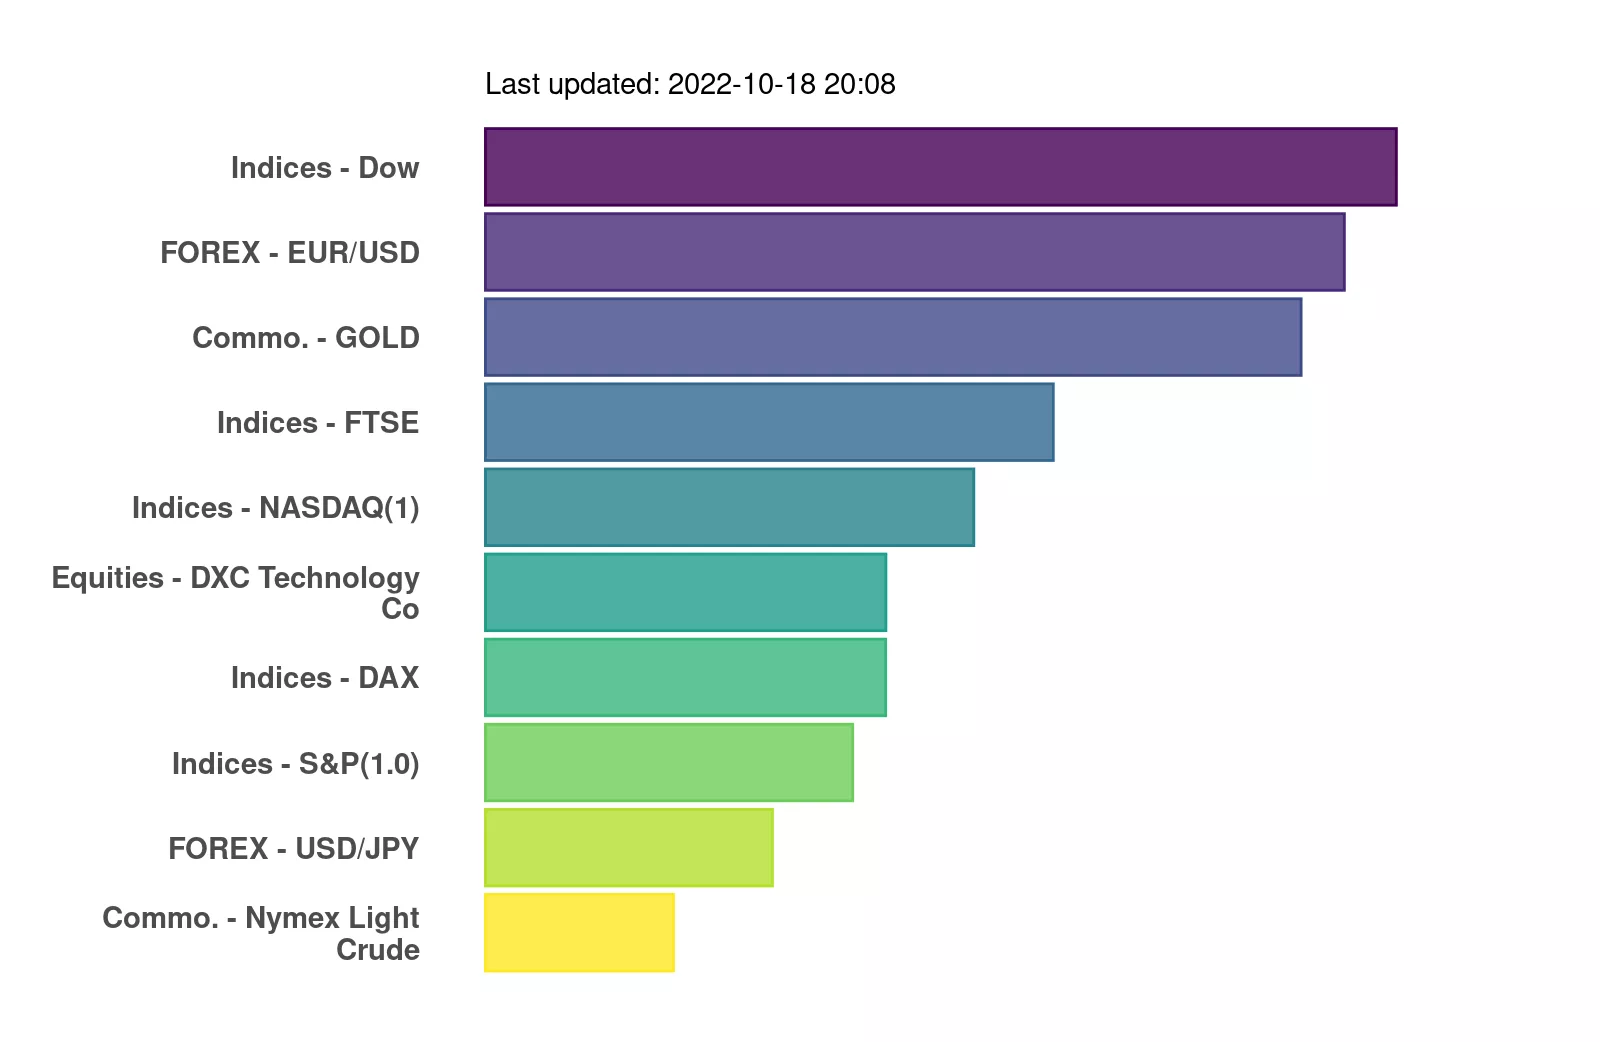 Last updated: 2022-10-18 20:08
Indices - Dow
FOREX - EUR/USD
Commo. - GOLD
Indices - FTSE
Indices - NASDAQ(1)
Equities - DXC Technology
Co
Indices - DAX
Indices - S&P(1.0)
FOREX - USD/JPY
Commo. - Nymex Light
Crude